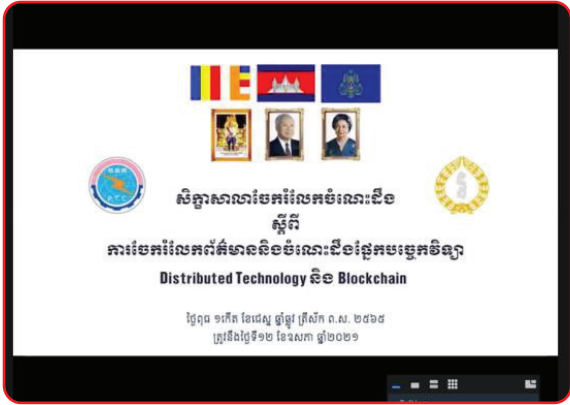 សិក្ខាសាលាចែករំលែកចំណេះដឹង
ស្តីពី
ការចែករំលែកព័ត៌មាននិងចំណេះដឹងផ្នែកបច្ចេកវិទ្យា
Distributed Technology និង Blockchain
ថ្ងៃពុធ ១កើត ខែជេស្ឋ ឆ្នាំឆ្លូវ ត្រីស័ក ព.ស. ២៥៦៥
ត្រូវនឹងថ្ងៃទី១២ ខែឧសភា ឆ្នាំ២០២១